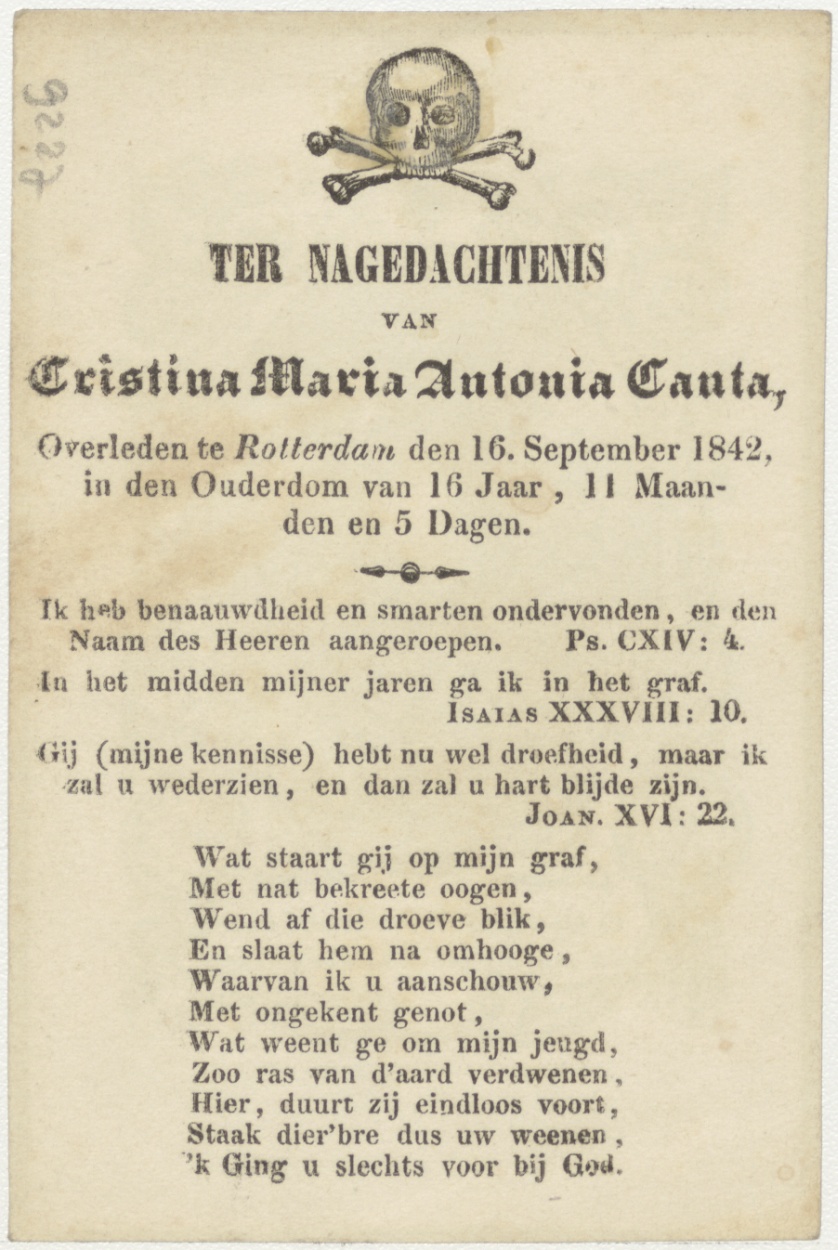 TER NAGEDACHTENIS
VAN
Cristina Maria Antonia Canta,
Overleden te Rotterdam den 16. September 1842,
in den Ouderdom van 16 Jaar, 11 Maan-
den en 5 Dagen.
Ik heb benaauwdheid en smarten ondervonden, en den
Naam des Heeren aangeroepen. Ps. CXIV: 4.
In het midden mijner jaren ga ik in het graf.
ISAIAS XXXVIII: 10.
Gij (mijne kennisse) hebt nu wel droefheid, maar ik
zal u wederzien, en dan zal u hart blijde zijn.
JOAN. XVI: 22.
Wat staart gij op mijn graf,
Met nat bekreete oogen,
Wend af die droeve blik,
En slaat hem na omhooge,
Waarvan ik u aanschouw,
Met ongekent genot,
Wat weent ge om mijn jeugd,
Zoo ras van d'aard verdwenen,
Hier, duurt zij eindloos voort,
Staak dier'bre dus uw weenen,
'k Ging u slechts voor bij God.